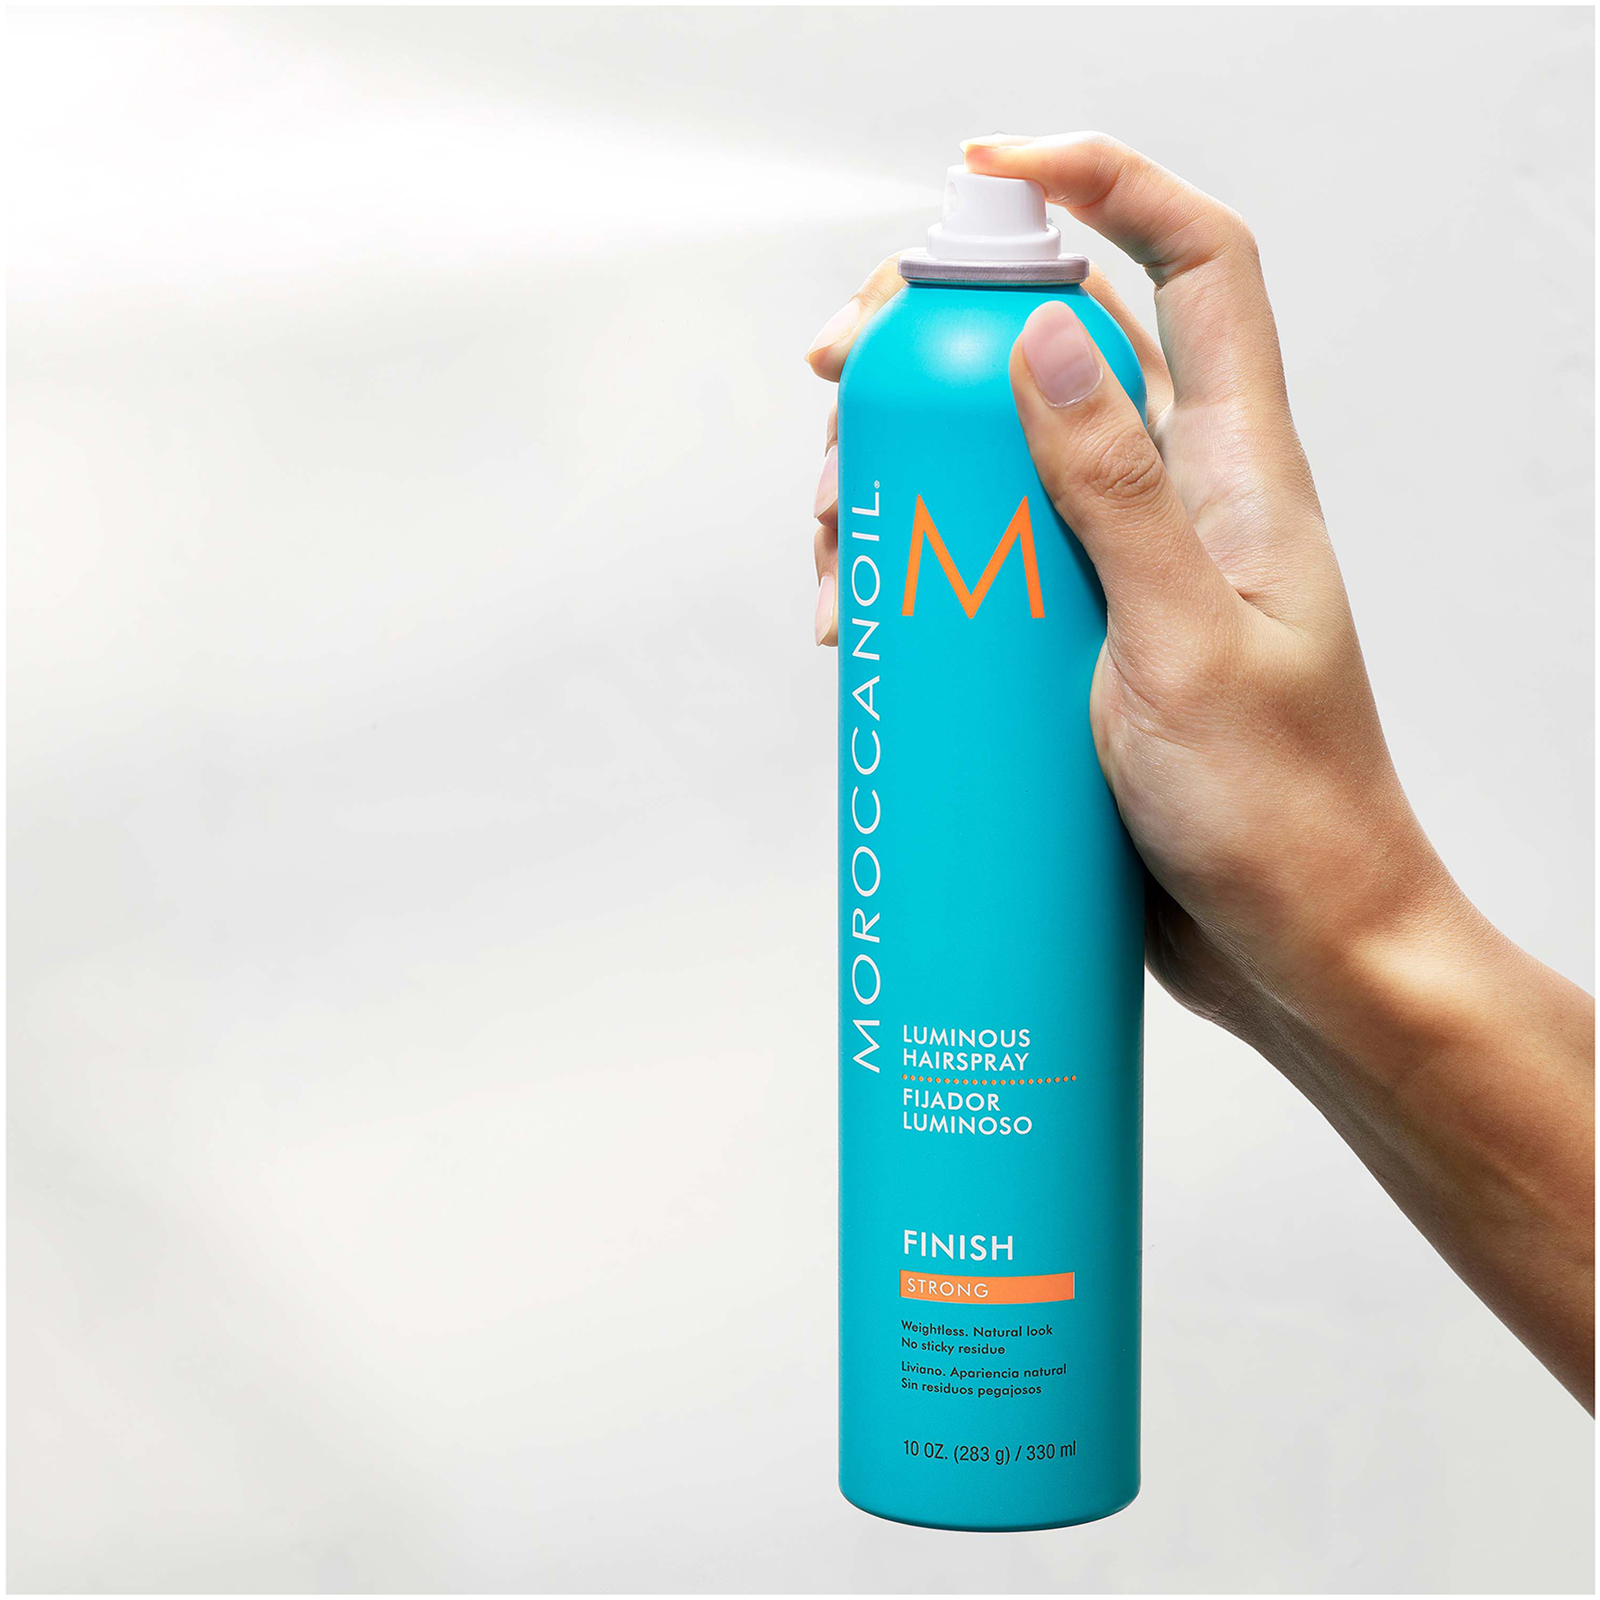 MOROCCANOIL®
M
LUMINOUS
HAIRSPRAY
FIJADOR
LUMINOSO
FINISH
STRONG
Weightless. Natural look
No sticky residue
Liviano. Apariencia natural
Sin residuos pegajosos
10 OZ. (283 g) / 330 ml